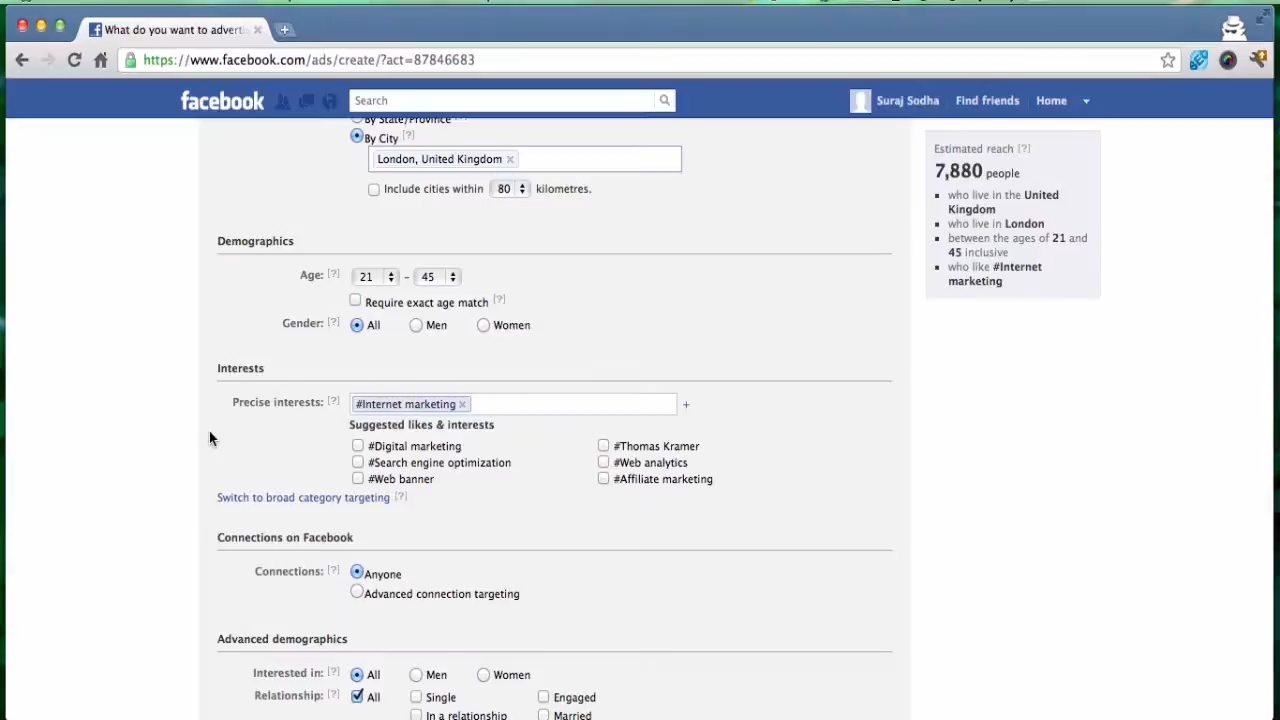 What do you want to adverti
https://www.facebook.com/ads/create/?act=87846683
facebook
Search
Suraj Sodha
Find friends
Home
By State/Province
By City [?]
London, United Kingdom
Include cities within 80 kilometres.
Demographics
Age: [?] 21 - 45
Require exact age match [?]
Gender: [?] All Men Women
Interests
Precise interests: [?] #Internet marketing +
Suggested likes & interests
#Digital marketing #Thomas Kramer
#Search engine optimization #Web analytics
#Web banner #Affiliate marketing
Switch to broad category targeting [?]
Connections on Facebook
Connections: [?] Anyone
Advanced connection targeting
Advanced demographics
Interested in: [?] All Men Women
Relationship: [?] All Single Engaged
In a relationship Married
Estimated reach [?]
7,880 people
who live in the United
Kingdom
who live in London
between the ages of 21 and
45 inclusive
who like #Internet
marketing